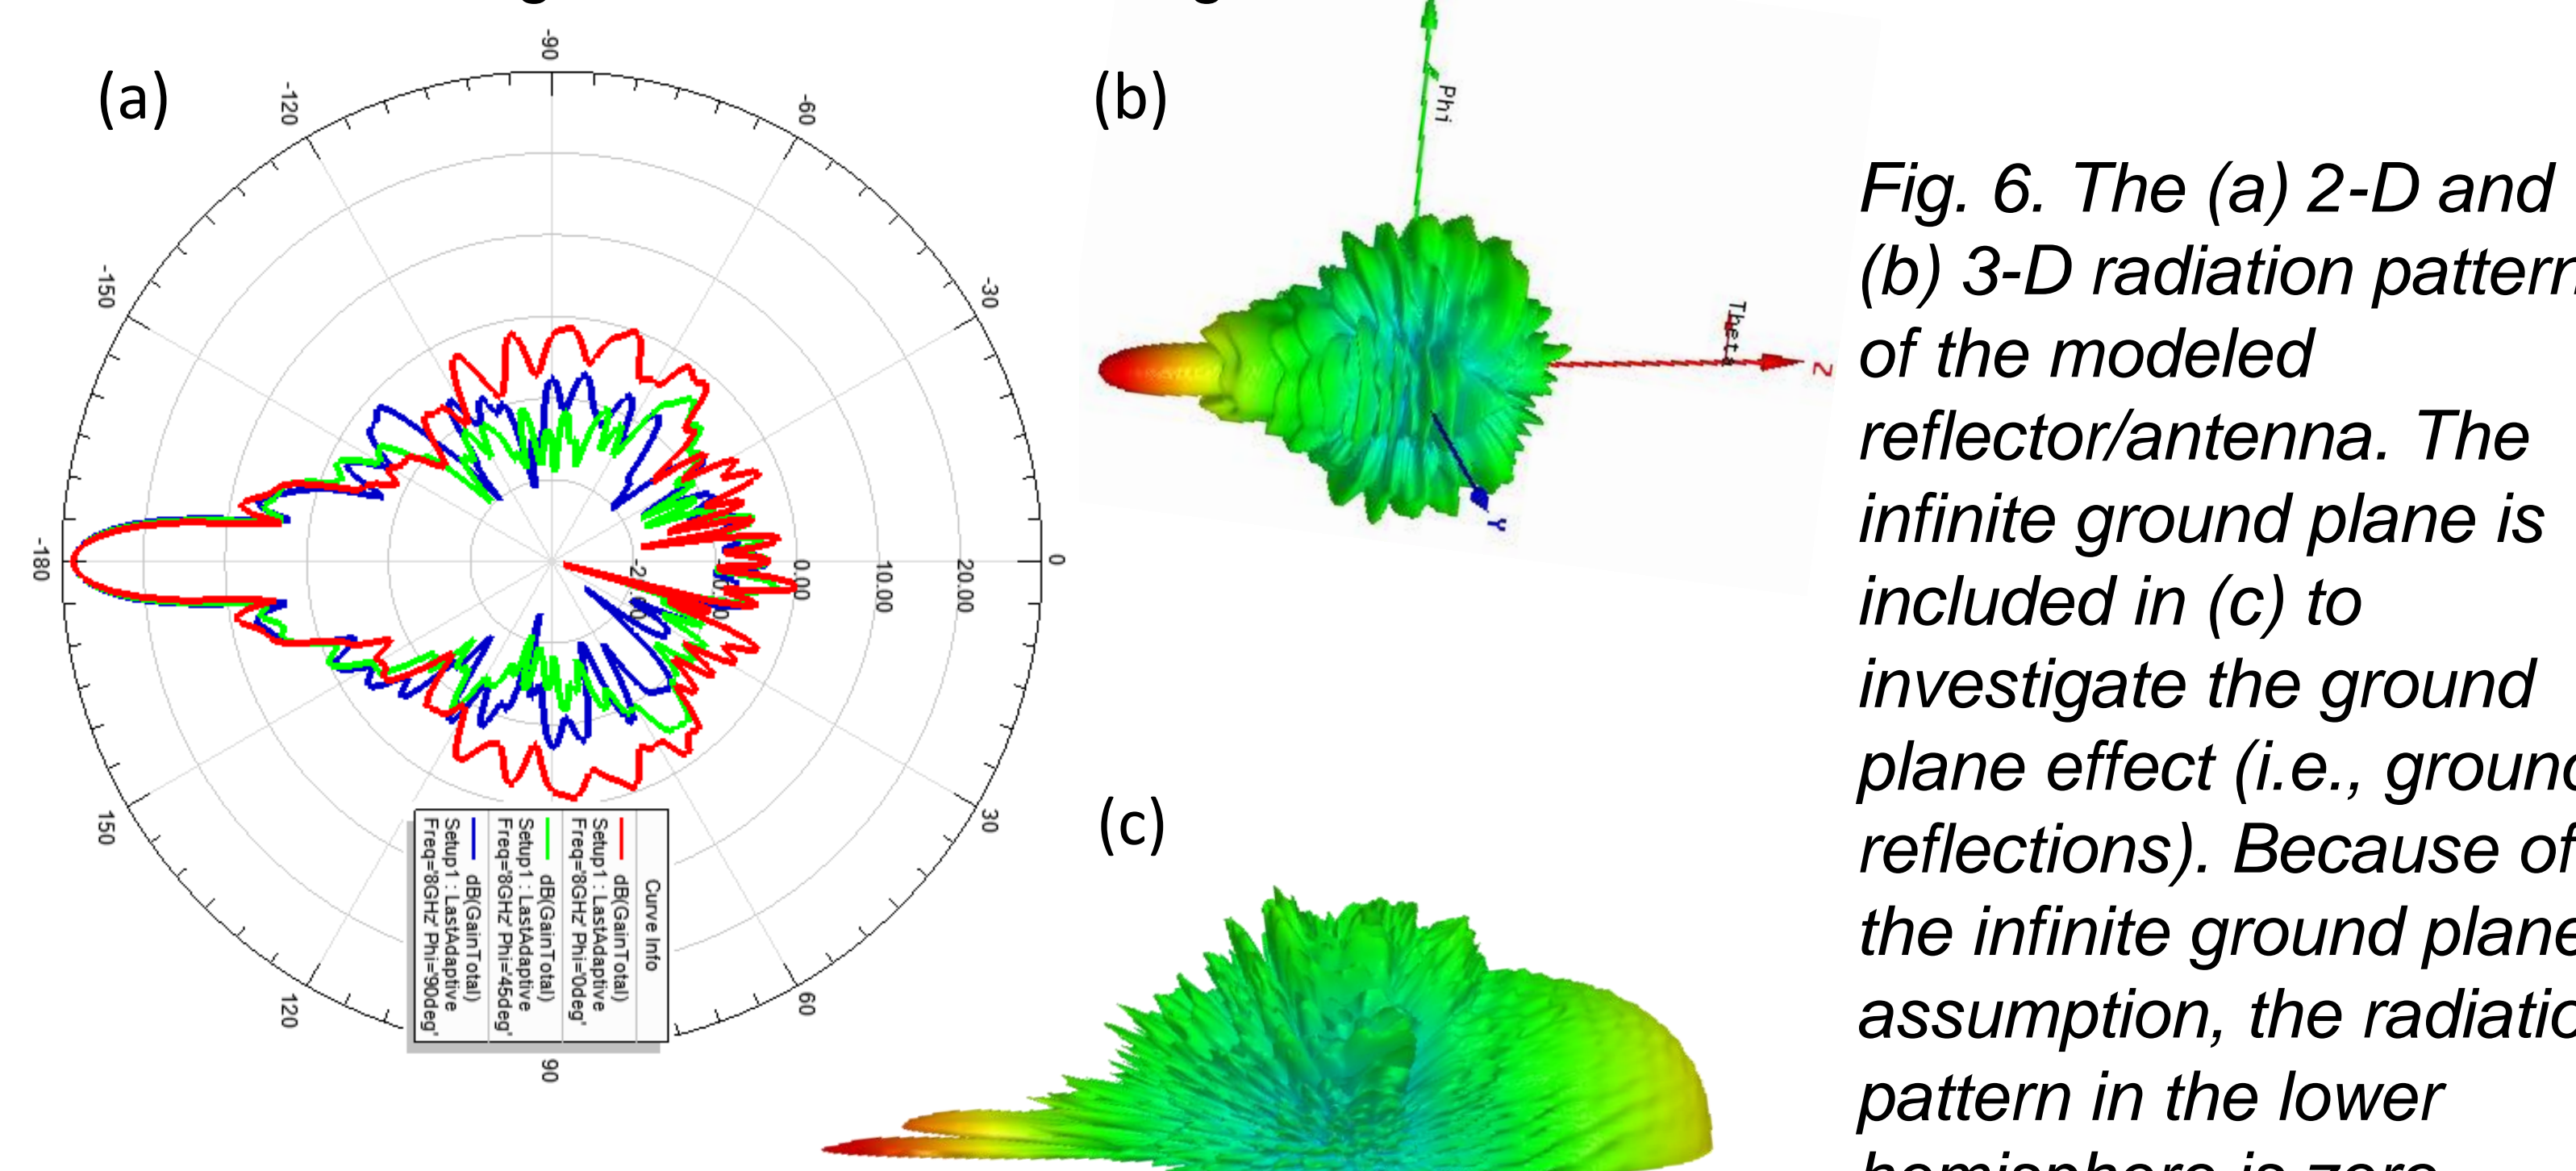 (a)
-90
-120
-60
-150
-30
-180
0
0.00
10.00
20.00
150
30
120
60
90
Curve Info
dB(GainTotal)
Setup1 : LastAdaptive
Freq='8GHz' Phi='0deg'
dB(GainTotal)
Setup1 : LastAdaptive
Freq='8GHz' Phi='45deg'
dB(GainTotal)
Setup1 : LastAdaptive
Freq='8GHz' Phi='90deg'
(b)
Phi
Theta
Z
Y
(c)
Fig. 6. The (a) 2-D and
(b) 3-D radiation pattern
of the modeled
reflector/antenna. The
infinite ground plane is
included in (c) to
investigate the ground
plane effect (i.e., ground
reflections). Because of
the infinite ground plane
assumption, the radiatio
pattern in the lower
hemisphere is zero